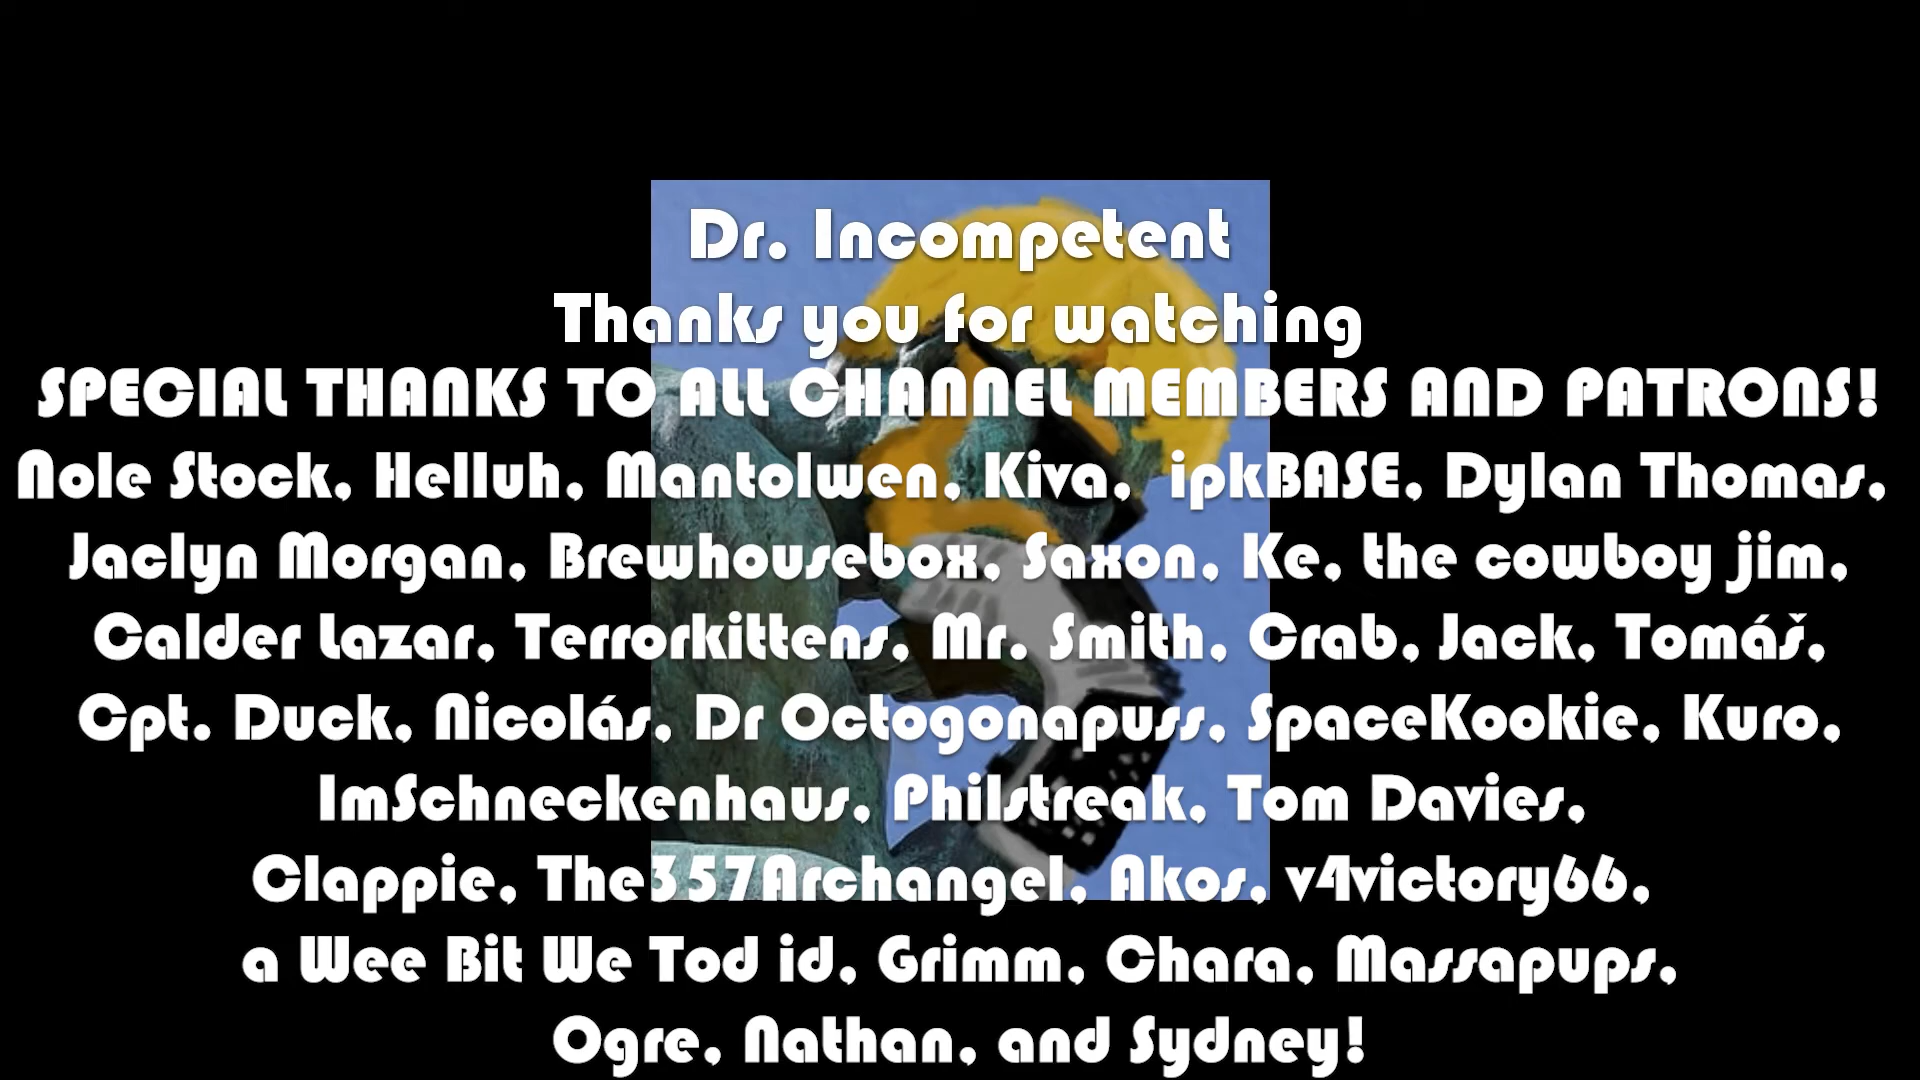 Dr. Incompetent
Thanks you for watching
SPECIAL THANKS TO ALL CHANNEL MEMBERS AND PATRONS!
Nole Stock, Helluh, Mantolwen, Kiva, ipkBASE, Dylan Thomas,
Jaclyn Morgan, Brewhousebox, Saxon, Ke, the cowboy jim,
Calder Lazar, Terrorkittens, Mr. Smith, Crab, Jack, Tomáš,
Cpt. Duck, Nicolás, Dr Octogonapuss, SpaceKookie, Kuro,
ImSchneckenhaus, Philstreak, Tom Davies,
Clappie, The357Archangel, Akos, v4victory66,
a Wee Bit We Tod id, Grimm, Chara, Massapups,
Ogre, Nathan, and Sydney!